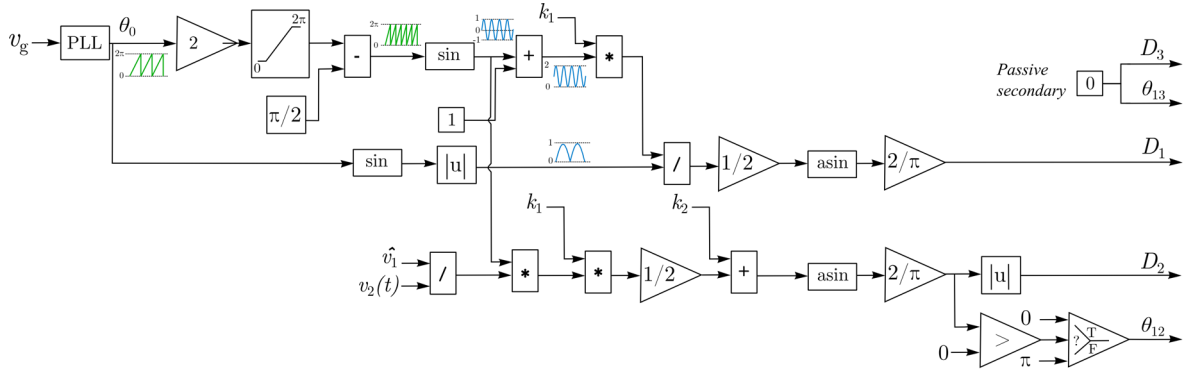 v_g
PLL
θ_0
2π
0
2
2π
0
-
π/2
2π
0
sin
1
0
-1
+
1
2
0
k_1
*
Passive
secondary
0
D_3
θ_13
sin
|u|
1
0
/
1/2
asin
2/π
D_1
v̂_1
v_2(t)
/
*
k_1
*
1/2
k_2
+
asin
2/π
|u|
D_2
0
>
0
π
?
T
F
θ_12